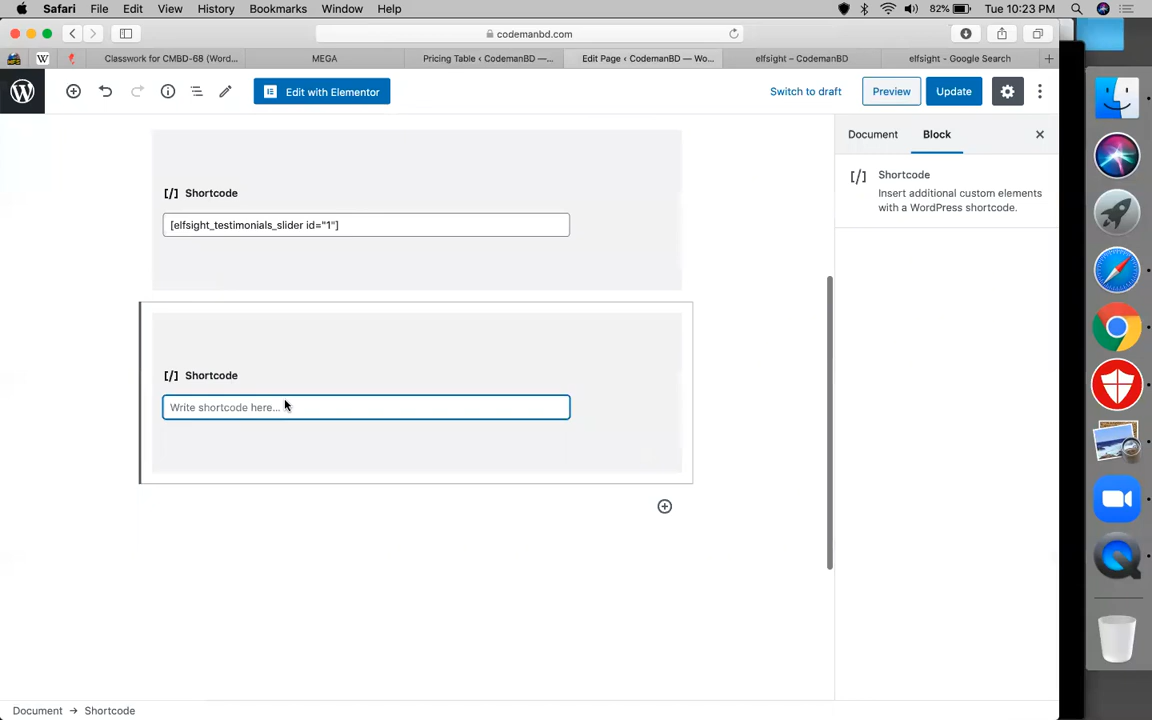 Safari File Edit View History Bookmarks Window Help 82% Tue 10:23 PM
codemanbd.com
Classwork for CMBD-68 (Word... MEGA Pricing Table ‹ CodemanBD —... Edit Page ‹ CodemanBD — Wo... elfsight – CodemanBD elfsight - Google Search
Edit with Elementor Switch to draft Preview Update
Document Block
[/] Shortcode
Insert additional custom elements
with a WordPress shortcode.
[/] Shortcode
[elfsight_testimonials_slider id="1"]
[/] Shortcode
Write shortcode here...
Document → Shortcode